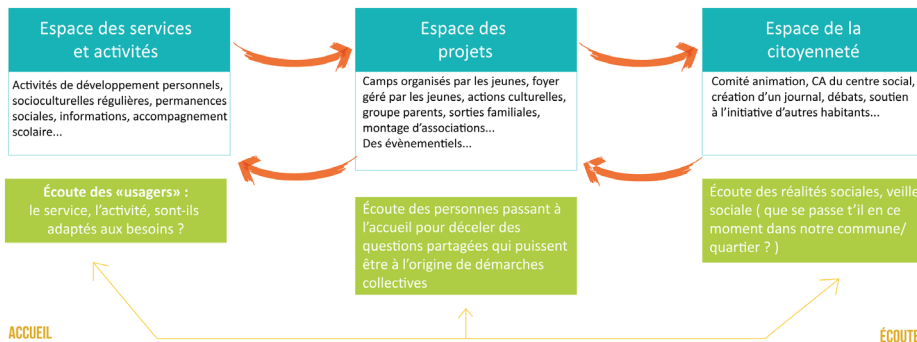 Espace des services
et activités
Activités de développement personnels,
socioculturelles régulières, permanences
sociales, informations, accompagnement
scolaire...
Écoute des «usagers» :
le service, l'activité, sont-ils
adaptés aux besoins ?
Espace des
projets
Camps organisés par les jeunes, foyer
géré par les jeunes, actions culturelles,
groupe parents, sorties familiales,
montage d'associations...
Des évènementiels...
Écoute des personnes passant à
l'accueil pour déceler des
questions partagées qui puissent
être à l'origine de démarches
collectives
Espace de la
citoyenneté
Comité animation, CA du centre social,
création d'un journal, débats, soutien
à l'initiative d'autres habitants...
Écoute des réalités sociales, veille
sociale ( que se passe t'il en ce
moment dans notre commune/
quartier ? )
ACCUEIL
ÉCOUTE